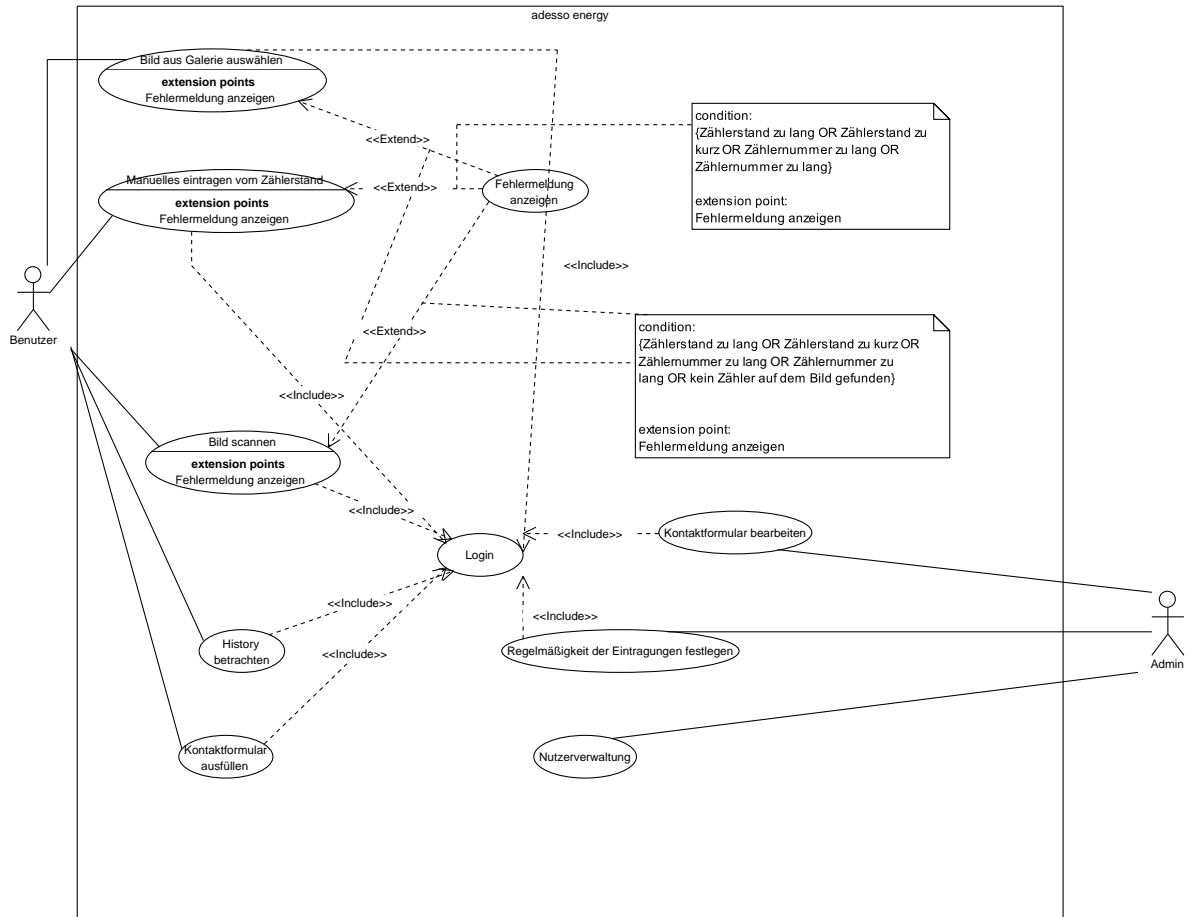 adesso energy
Bild aus Galerie auswählen
extension points
Fehlermeldung anzeigen
condition:
{Zählerstand zu lang OR Zählerstand zu
kurz OR Zählernummer zu lang OR
Zählernummer zu lang}
extension point:
Fehlermeldung anzeigen
<<Extend>>
Manuelles eintragen vom Zählerstand
extension points
Fehlermeldung anzeigen
<<Extend>>
Fehlermeldung
anzeigen
<<Include>>
Benutzer
<<Extend>>
condition:
{Zählerstand zu lang OR Zählerstand zu kurz OR
Zählernummer zu lang OR Zählernummer zu
lang OR kein Zähler auf dem Bild gefunden}
extension point:
Fehlermeldung anzeigen
<<Include>>
Bild scannen
extension points
Fehlermeldung anzeigen
<<Include>>
Login
<<Include>>
Kontaktformular bearbeiten
<<Include>>
<<Include>>
History
betrachten
<<Include>>
Regelmäßigkeit der Eintragungen festlegen
Admin
Kontaktformular
ausfüllen
Nutzerverwaltung